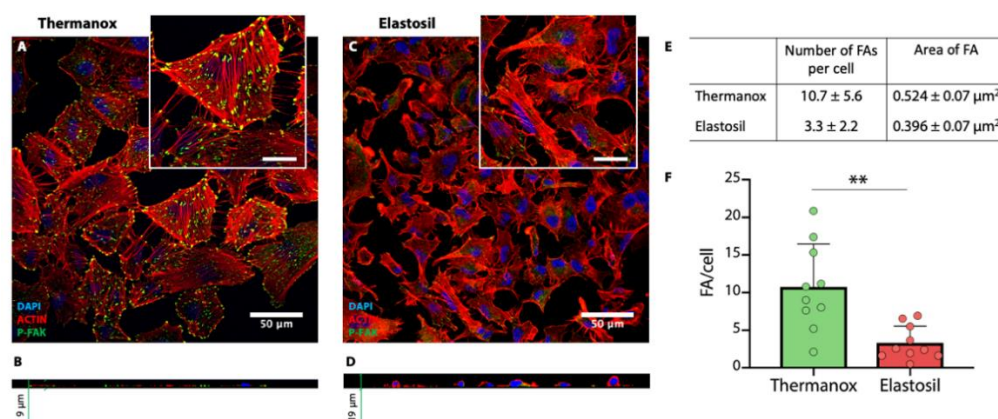 Thermanox
Elastosil
A
DAPI
ACTIN
P-FAK
50 µm
B
9 µm
C
P-FAK
50 µm
D
19 µm
E
Number of FAs per cell
Area of FA
Thermanox
10.7 ± 5.6
0.524 ± 0.07 µm²
Elastosil
3.3 ± 2.2
0.396 ± 0.07 µm²
F
**
FA/cell
25
20
15
10
5
0
Thermanox
Elastosil